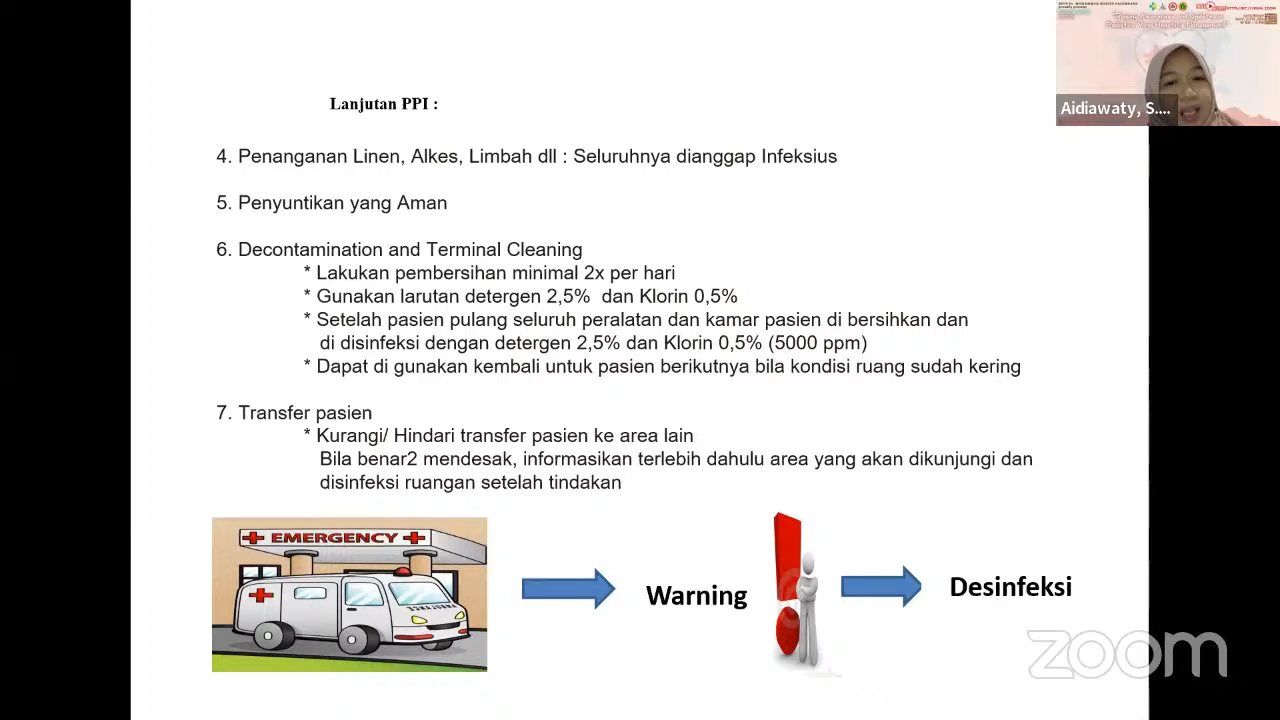 Lanjutan PPI :
4. Penanganan Linen, Alkes, Limbah dll : Seluruhnya dianggap Infeksius
5. Penyuntikan yang Aman
6. Decontamination and Terminal Cleaning
* Lakukan pembersihan minimal 2x per hari
* Gunakan larutan detergen 2,5% dan Klorin 0,5%
* Setelah pasien pulang seluruh peralatan dan kamar pasien di bersihkan dan
di disinfeksi dengan detergen 2,5% dan Klorin 0,5% (5000 ppm)
* Dapat di gunakan kembali untuk pasien berikutnya bila kondisi ruang sudah kering
7. Transfer pasien
* Kurangi/ Hindari transfer pasien ke area lain
Bila benar2 mendesak, informasikan terlebih dahulu area yang akan dikunjungi dan
disinfeksi ruangan setelah tindakan
EMERGENCY
Warning
Desinfeksi
Aidiawaty, S....
zoom